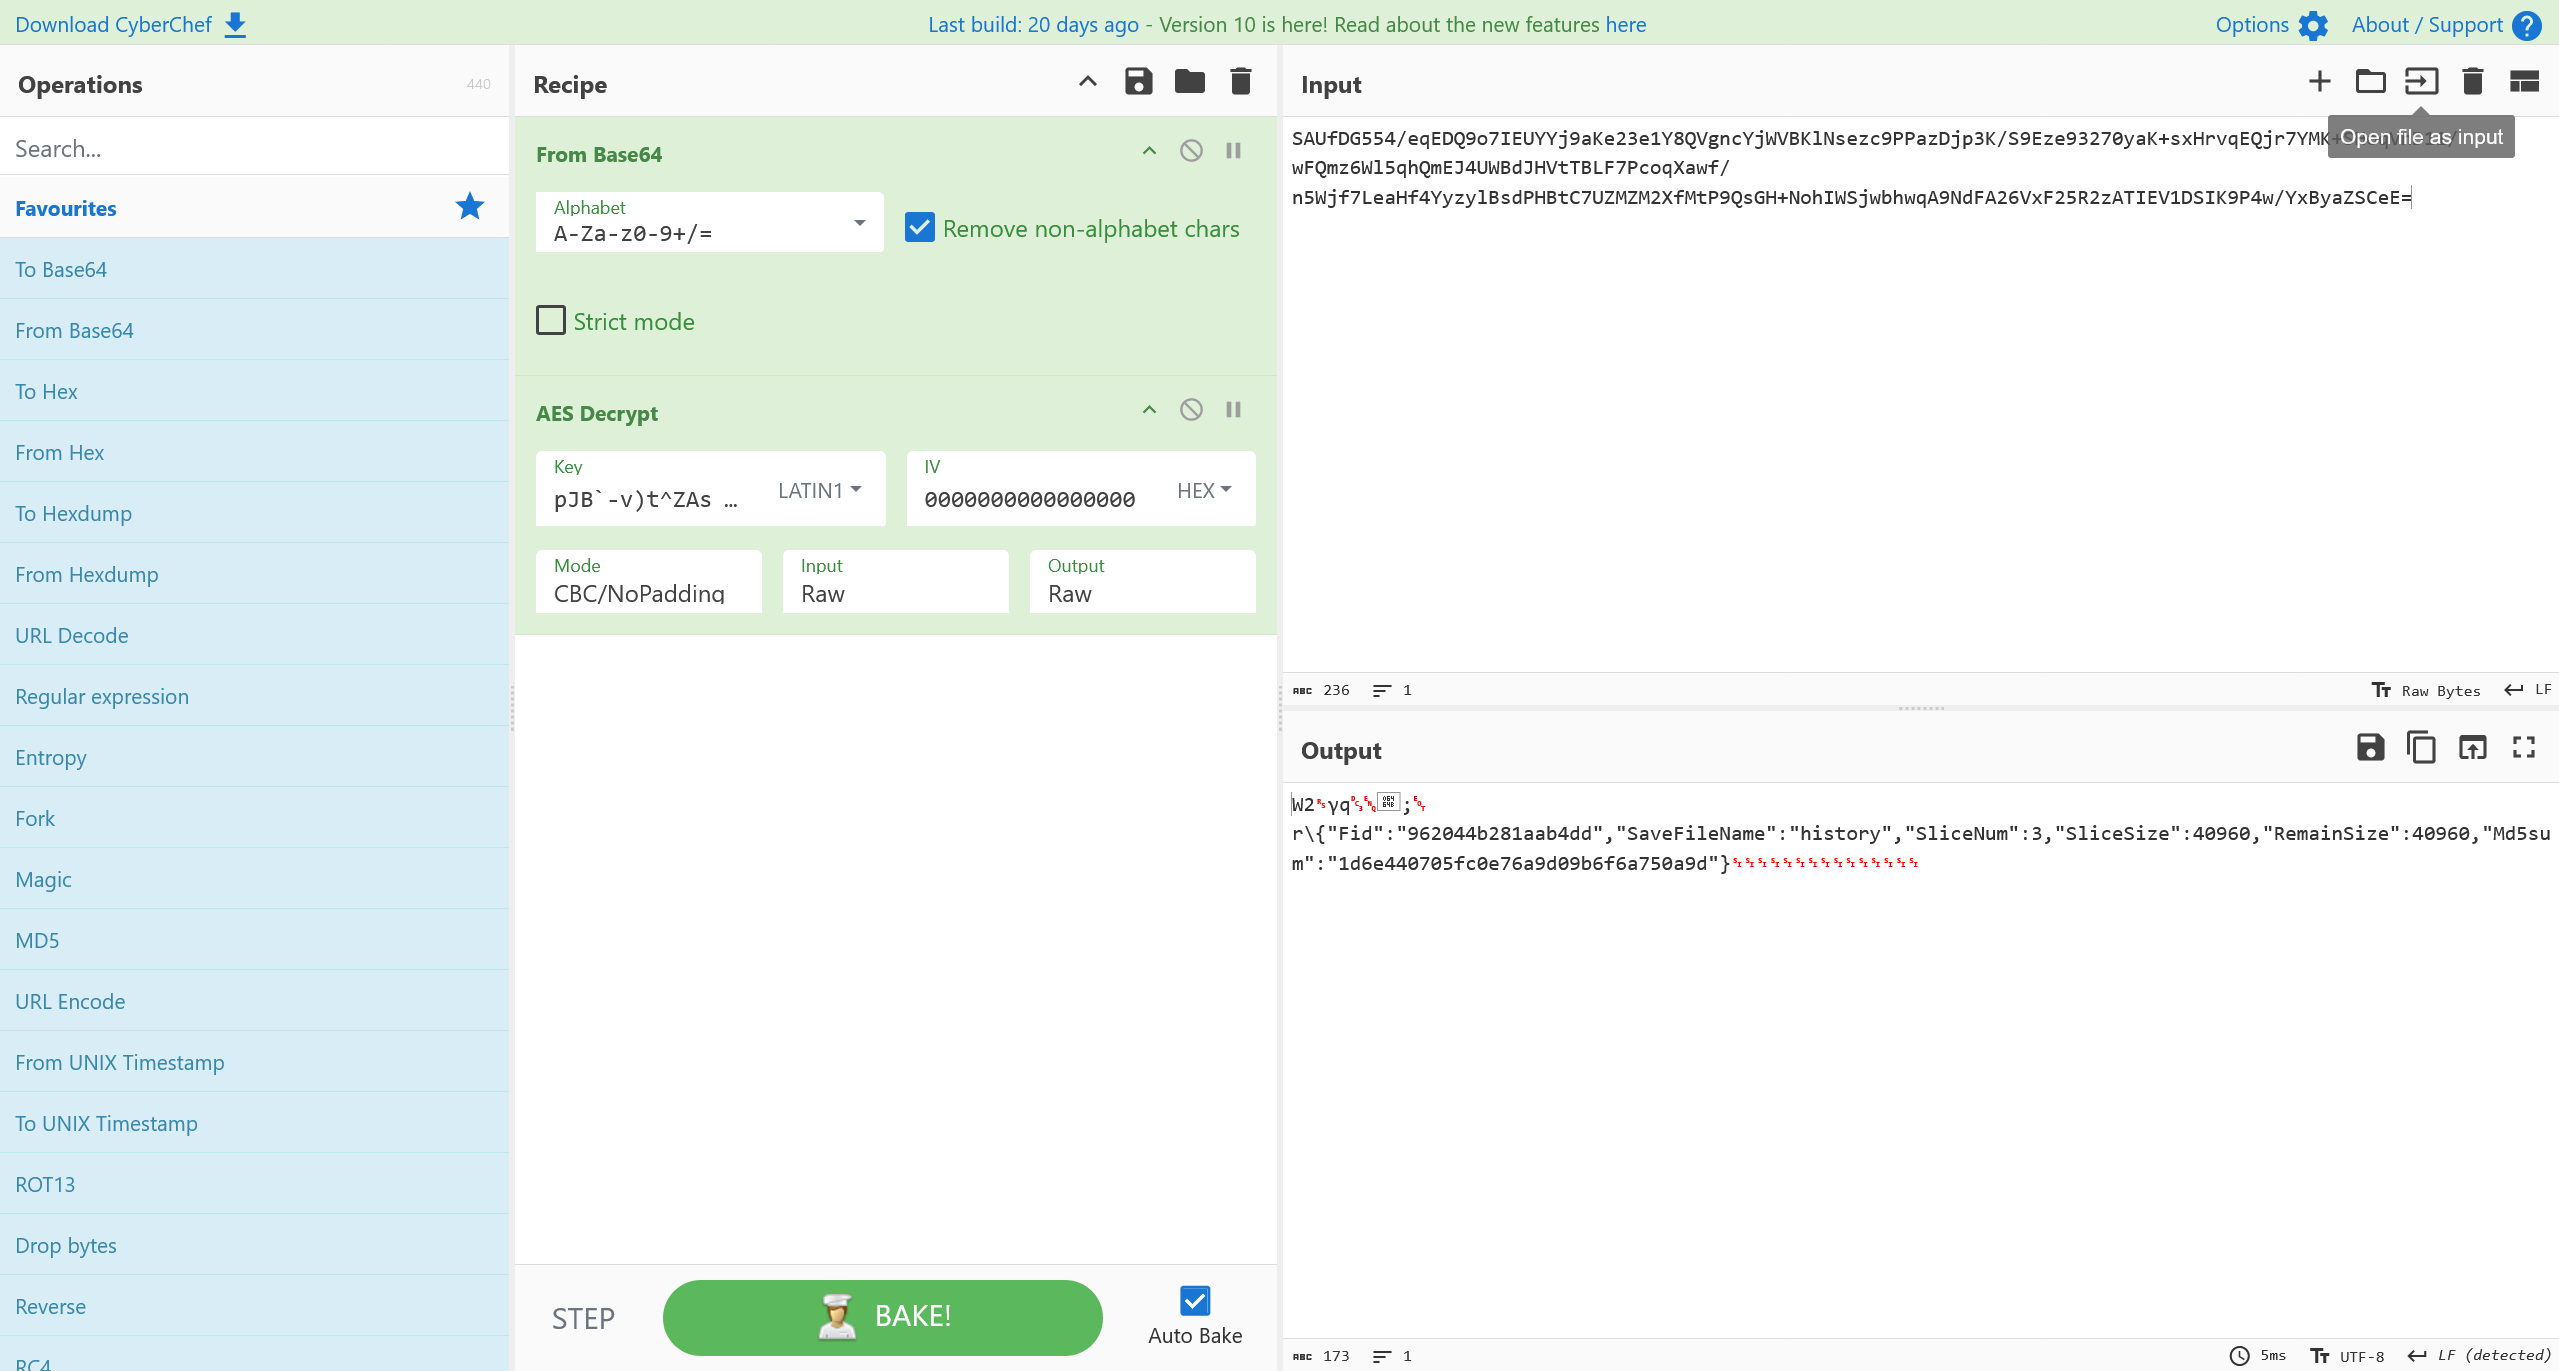 Download CyberChef
Last build: 20 days ago - Version 10 is here! Read about the new features here
Options
About / Support
Operations
440
Search...
Favourites
To Base64
From Base64
To Hex
From Hex
To Hexdump
From Hexdump
URL Decode
Regular expression
Entropy
Fork
Magic
MD5
URL Encode
From UNIX Timestamp
To UNIX Timestamp
ROT13
Drop bytes
Reverse
RC4
Recipe
From Base64
Alphabet
A-Za-z0-9+/=
Remove non-alphabet chars
Strict mode
AES Decrypt
Key
pJB`-v)t^ZAs …
LATIN1
IV
0000000000000000
HEX
Mode
CBC/NoPadding
Input
Raw
Output
Raw
STEP
BAKE!
Auto Bake
Input
Open file as input
SAUfDG554/eqEDQ9o7IEUYYj9aKe23e1Y8QVgncYjWVBKlNsezc9PPazDjp3K/S9Eze93270yaK+sxHrvqEQjr7YMK
wFQmz6Wl5qhQmEJ4UWBdJHVtTBLF7PcoqXawf/
n5Wjf7LeaHf4YyzylBsdPHBtC7UZMZM2XfMtP9QsGH+NohIWSjwbhwqA9NdFA26VxF25R2zATIEV1DSIK9P4w/YxByaZSCeE=
ABC 236 1
Raw Bytes
LF
Output
W2 γq ;
r\{"Fid":"962044b281aab4dd","SaveFileName":"history","SliceNum":3,"SliceSize":40960,"RemainSize":40960,"Md5su
m":"1d6e440705fc0e76a9d09b6f6a750a9d"}
ABC 173 1
5ms
UTF-8
LF (detected)